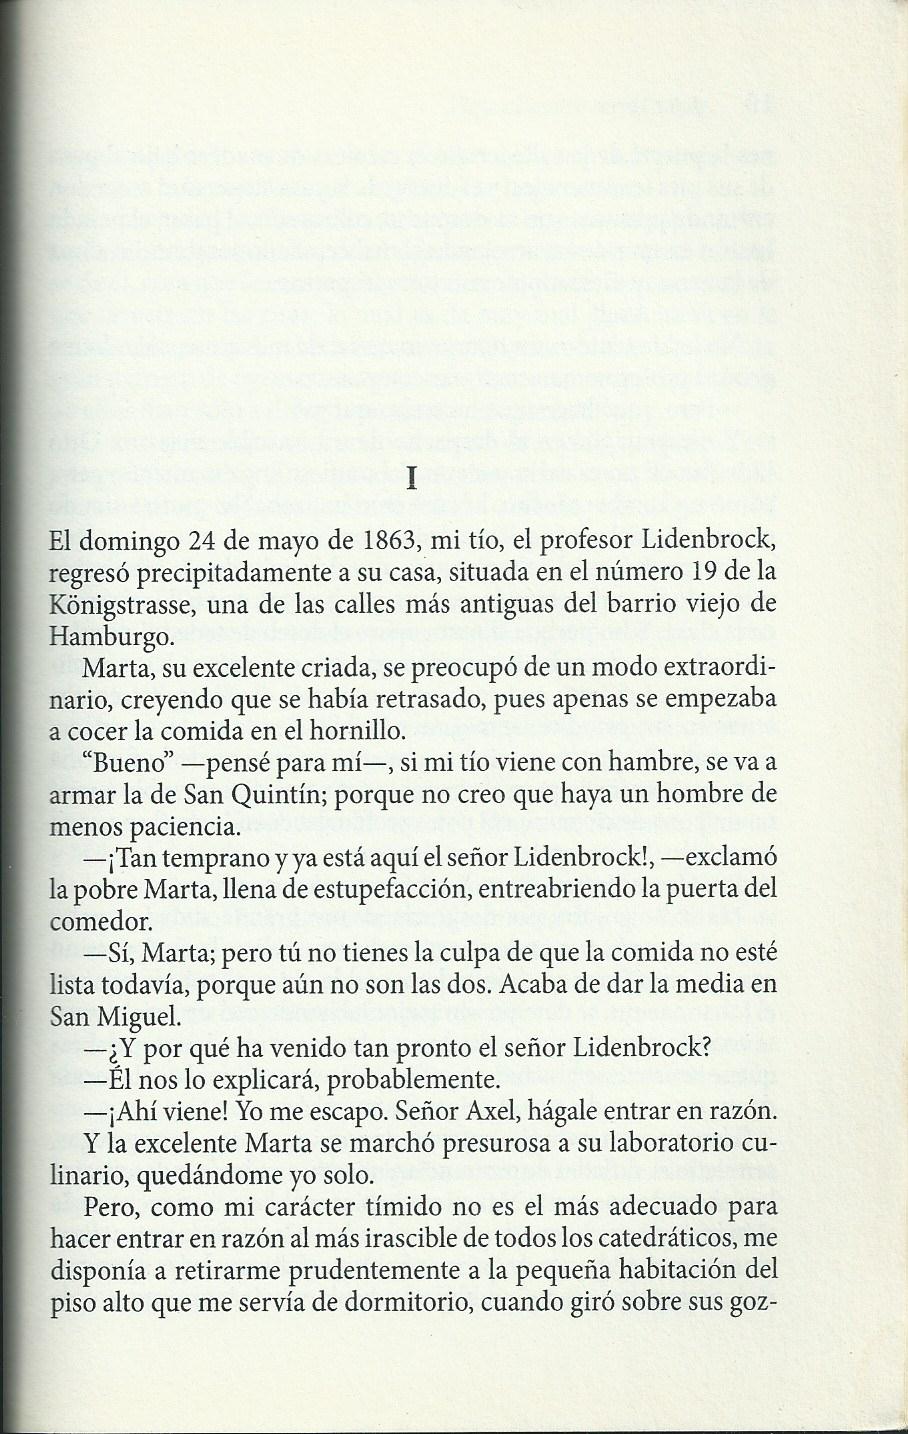 I
El domingo 24 de mayo de 1863, mi tío, el profesor Lidenbrock,
regresó precipitadamente a su casa, situada en el número 19 de la
Königstrasse, una de las calles más antiguas del barrio viejo de
Hamburgo.
Marta, su excelente criada, se preocupó de un modo extraordi-
nario, creyendo que se había retrasado, pues apenas se empezaba
a cocer la comida en el hornillo.
“Bueno” —pensé para mí—, si mi tío viene con hambre, se va a
armar la de San Quintín; porque no creo que haya un hombre de
menos paciencia.
—¡Tan temprano y ya está aquí el señor Lidenbrock!, —exclamó
la pobre Marta, llena de estupefacción, entreabriendo la puerta del
comedor.
—Sí, Marta; pero tú no tienes la culpa de que la comida no esté
lista todavía, porque aún no son las dos. Acaba de dar la media en
San Miguel.
—¿Y por qué ha venido tan pronto el señor Lidenbrock?
—Él nos lo explicará, probablemente.
—¡Ahí viene! Yo me escapo. Señor Axel, hágale entrar en razón.
Y la excelente Marta se marchó presurosa a su laboratorio cu-
linario, quedándome yo solo.
Pero, como mi carácter tímido no es el más adecuado para
hacer entrar en razón al más irascible de todos los catedráticos, me
disponía a retirarme prudentemente a la pequeña habitación del
piso alto que me servía de dormitorio, cuando giró sobre sus goz-